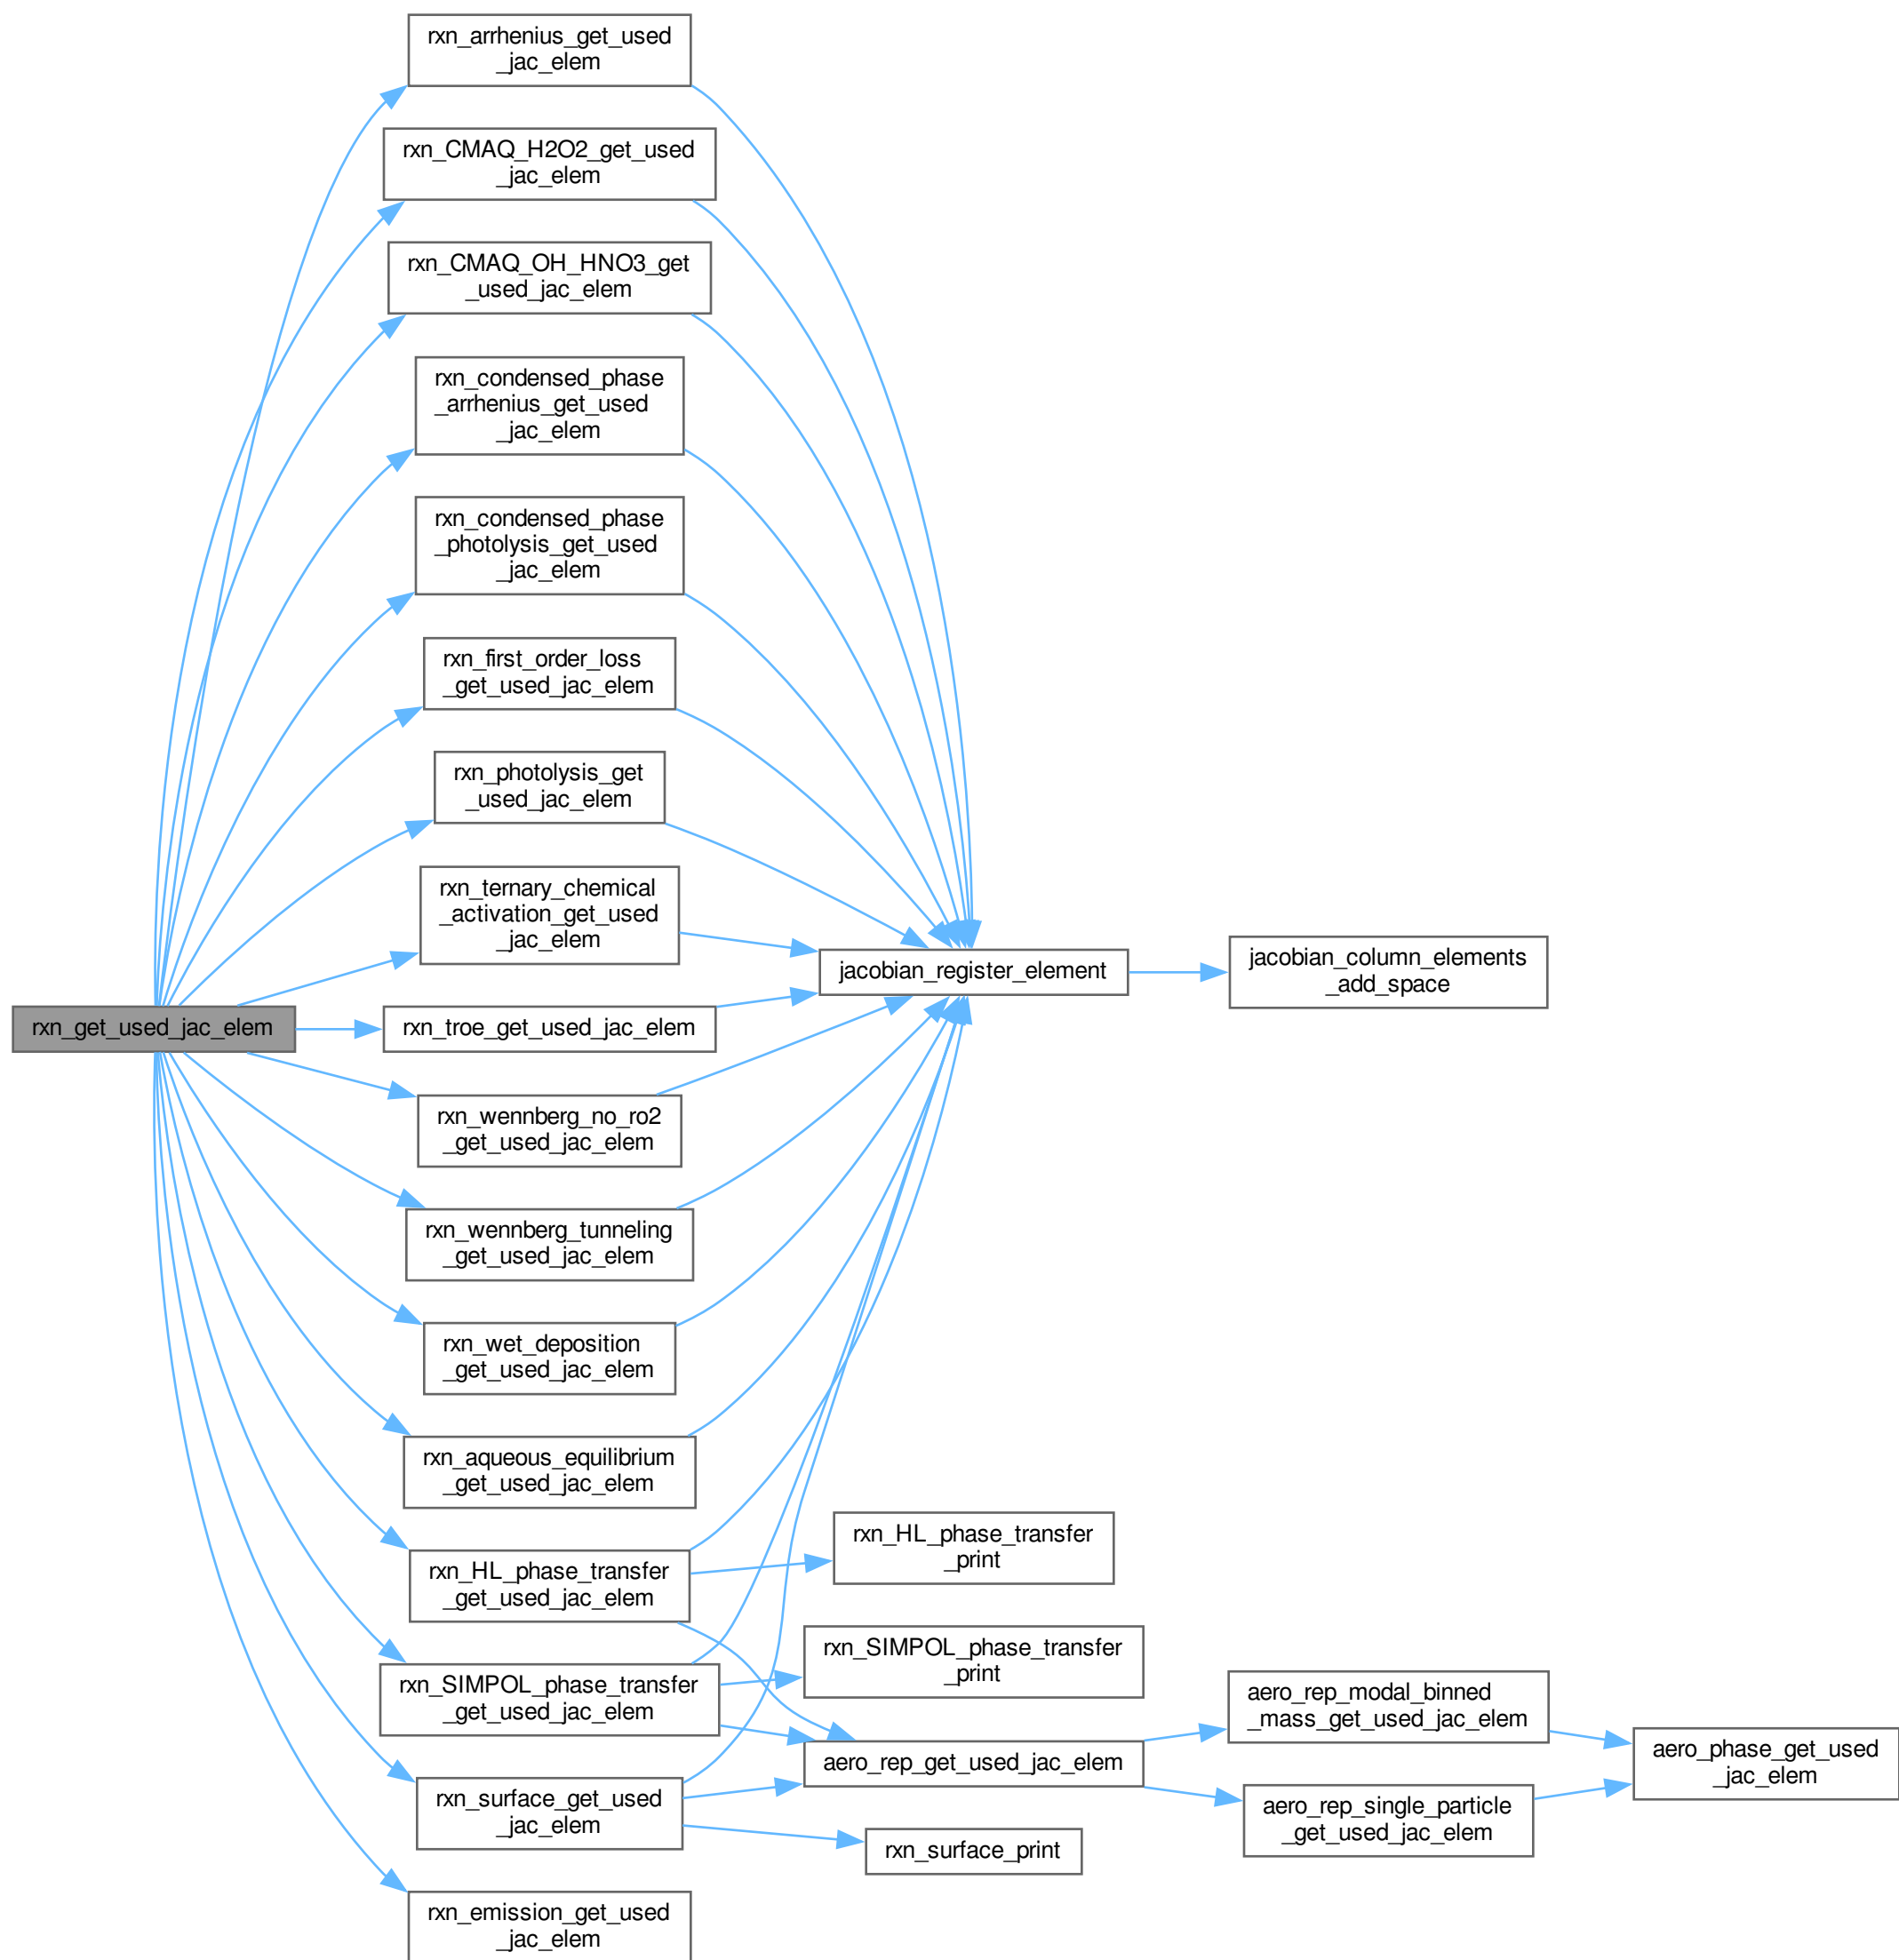 rxn_arrhenius_get_used
_jac_elem
rxn_CMAQ_H2O2_get_used
_jac_elem
rxn_CMAQ_OH_HNO3_get
_used_jac_elem
rxn_condensed_phase
_arrhenius_get_used
_jac_elem
rxn_condensed_phase
_photolysis_get_used
_jac_elem
rxn_first_order_loss
_get_used_jac_elem
rxn_photolysis_get
_used_jac_elem
rxn_ternary_chemical
_activation_get_used
_jac_elem
jacobian_register_element
jacobian_column_elements
_add_space
rxn_get_used_jac_elem
rxn_troe_get_used_jac_elem
rxn_wennberg_no_ro2
_get_used_jac_elem
rxn_wennberg_tunneling
_get_used_jac_elem
rxn_wet_deposition
_get_used_jac_elem
rxn_aqueous_equilibrium
_get_used_jac_elem
rxn_HL_phase_transfer
_print
rxn_HL_phase_transfer
_get_used_jac_elem
rxn_SIMPOL_phase_transfer
_print
rxn_SIMPOL_phase_transfer
_get_used_jac_elem
aero_rep_modal_binned
_mass_get_used_jac_elem
aero_rep_get_used_jac_elem
aero_phase_get_used
_jac_elem
rxn_surface_get_used
_jac_elem
aero_rep_single_particle
_get_used_jac_elem
rxn_surface_print
rxn_emission_get_used
_jac_elem